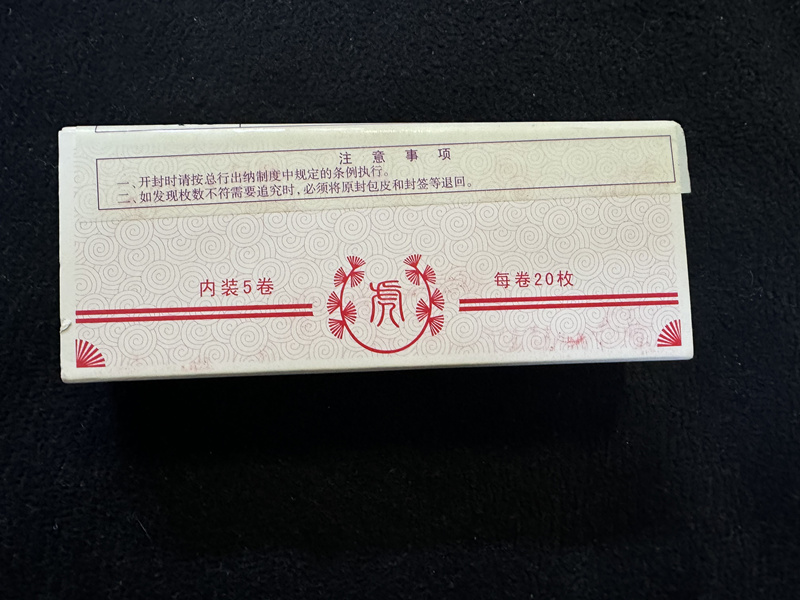 注意事项
一、开封时请按总行出纳制度中规定的条例执行。
二、如发现枚数不符需要追究时,必须将原封包皮和封签等退回。
内装5卷
虎
每卷20枚